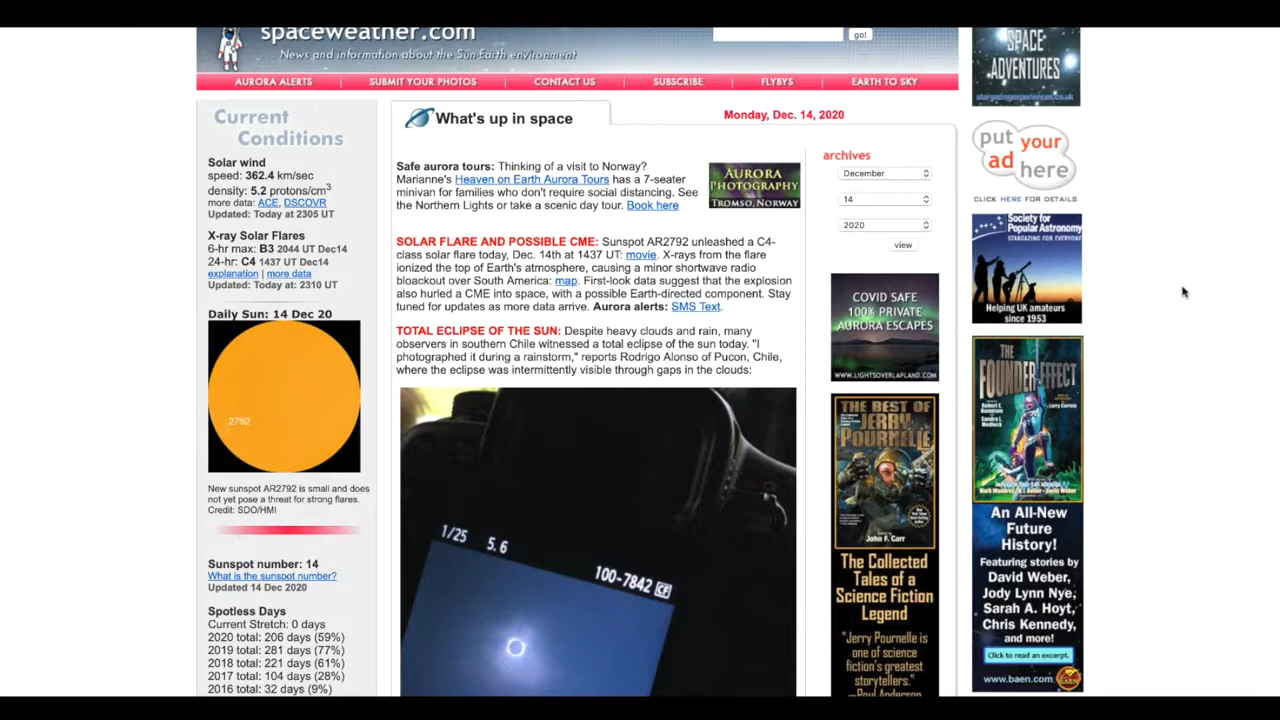 spaceweather.com
News and information about the Sun-Earth environment
go!
AURORA ALERTS
SUBMIT YOUR PHOTOS
CONTACT US
SUBSCRIBE
FLYBYS
EARTH TO SKY
Current
Conditions
Solar wind
speed: 362.4 km/sec
density: 5.2 protons/cm3
more data: ACE, DSCOVR
Updated: Today at 2305 UT
X-ray Solar Flares
6-hr max: B3 2044 UT Dec14
24-hr: C4 1437 UT Dec14
explanation | more data
Updated: Today at: 2310 UT
Daily Sun: 14 Dec 20
2792
New sunspot AR2792 is small and does
not yet pose a threat for strong flares.
Credit: SDO/HMI
Sunspot number: 14
What is the sunspot number?
Updated 14 Dec 2020
Spotless Days
Current Stretch: 0 days
2020 total: 206 days (59%)
2019 total: 281 days (77%)
2018 total: 221 days (61%)
2017 total: 104 days (28%)
2016 total: 32 days (9%)
What's up in space
Monday, Dec. 14, 2020
Safe aurora tours: Thinking of a visit to Norway?
Marianne's Heaven on Earth Aurora Tours has a 7-seater
minivan for families who don't require social distancing. See
the Northern Lights or take a scenic day tour. Book here
AURORA
PHOTOGRAPHY
TROMSO, NORWAY
SOLAR FLARE AND POSSIBLE CME: Sunspot AR2792 unleashed a C4-
class solar flare today, Dec. 14th at 1437 UT: movie. X-rays from the flare
ionized the top of Earth's atmosphere, causing a minor shortwave radio
bloackout over South America: map. First-look data suggest that the explosion
also hurled a CME into space, with a possible Earth-directed component. Stay
tuned for updates as more data arrive. Aurora alerts: SMS Text.
TOTAL ECLIPSE OF THE SUN: Despite heavy clouds and rain, many
observers in southern Chile witnessed a total eclipse of the sun today. "I
photographed it during a rainstorm," reports Rodrigo Alonso of Pucon, Chile,
where the eclipse was intermittently visible through gaps in the clouds:
1/25 5.6
100-7842 CF
archives
December
14
2020
view
COVID SAFE
100% PRIVATE
AURORA ESCAPES
WWW.LIGHTSOVERLAPLAND.COM
THE BEST OF
JERRY
POURNELLE
Edited by
John F. Carr
The Collected
Tales of a
Science Fiction
Legend
"Jerry Pournelle is
one of science
fiction's greatest
storytellers."
—Poul Anderson
SPACE
ADVENTURES
stargazingexperiences.co.uk
put your
ad here
CLICK HERE FOR DETAILS
Society for
Popular Astronomy
STARGAZING FOR EVERYONE
Helping UK amateurs
since 1953
THE
FOUNDER
EFFECT
An All-New
Future
History!
Featuring stories by
David Weber,
Jody Lynn Nye,
Sarah A. Hoyt,
Chris Kennedy,
and more!
Click to read an excerpt.
www.baen.com
BAEN